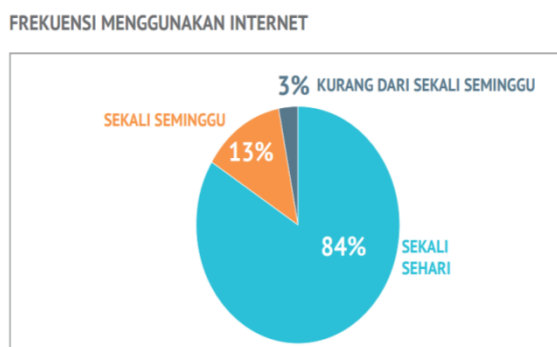 FREKUENSI MENGGUNAKAN INTERNET
3% KURANG DARI SEKALI SEMINGGU
SEKALI SEMINGGU
13%
84%
SEKALI
SEHARI